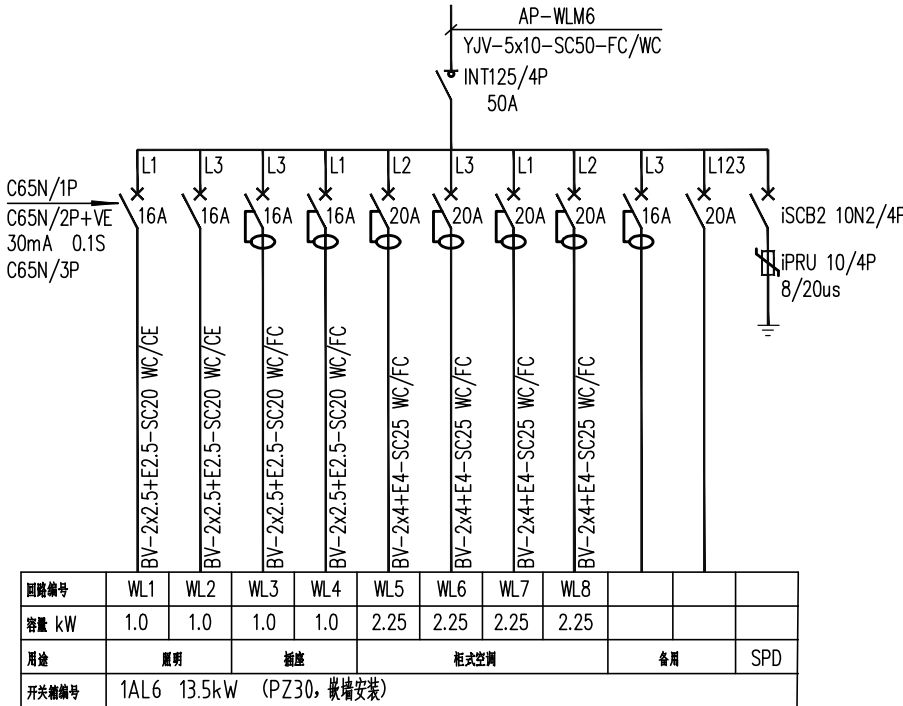 AP-WLM6
YJV-5x10-SC50-FC/WC
INT125/4P
50A
L1 L3 L3 L1 L2 L3 L1 L2 L3 L123
C65N/1P
C65N/2P+VE
30mA 0.1S
C65N/3P
16A 16A 16A 16A 20A 20A 20A 20A 16A 20A
iSCB2 10N2/4P
iPRU 10/4P
8/20us
BV-2x2.5+E2.5-SC20 WC/CE
BV-2x2.5+E2.5-SC20 WC/CE
BV-2x2.5+E2.5-SC20 WC/FC
BV-2x2.5+E2.5-SC20 WC/FC
BV-2x4+E4-SC25 WC/FC
BV-2x4+E4-SC25 WC/FC
BV-2x4+E4-SC25 WC/FC
BV-2x4+E4-SC25 WC/FC
回路编号 WL1 WL2 WL3 WL4 WL5 WL6 WL7 WL8
容量 kW 1.0 1.0 1.0 1.0 2.25 2.25 2.25 2.25
用途 照明 插座 柜式空调 备用 SPD
开关箱编号 1AL6 13.5kW (PZ30,嵌墙安装)